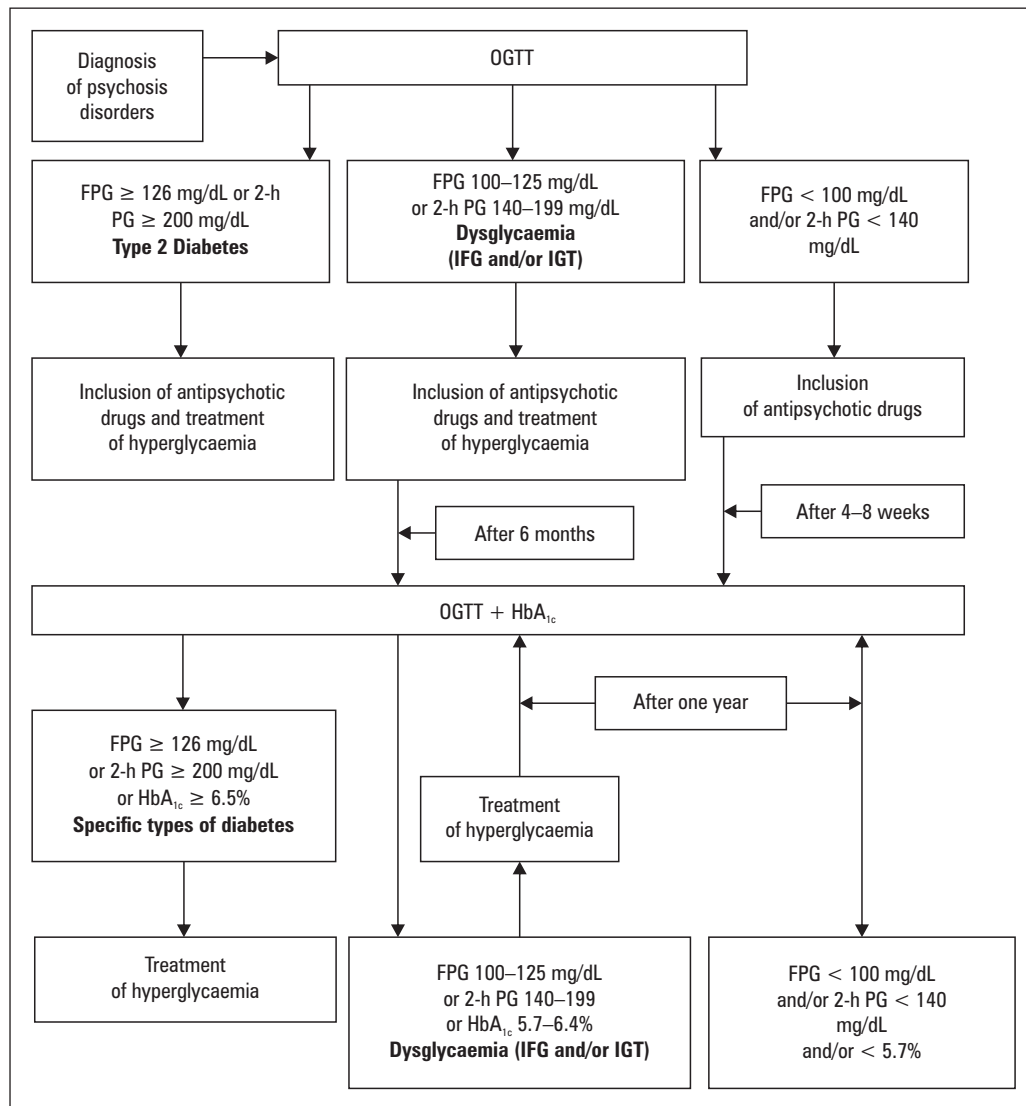 Diagnosis
of psychosis
disorders
OGTT
FPG ≥ 126 mg/dL or 2-h
PG ≥ 200 mg/dL
Type 2 Diabetes
FPG 100–125 mg/dL
or 2-h PG 140–199 mg/dL
Dysglycaemia
(IFG and/or IGT)
FPG < 100 mg/dL
and/or 2-h PG < 140
mg/dL
Inclusion of antipsychotic
drugs and treatment
of hyperglycaemia
Inclusion of antipsychotic
drugs and treatment
of hyperglycaemia
Inclusion
of antipsychotic drugs
After 6 months
After 4–8 weeks
OGTT + HbA1c
After one year
FPG ≥ 126 mg/dL
or 2-h PG ≥ 200 mg/dL
or HbA1c ≥ 6.5%
Specific types of diabetes
Treatment
of hyperglycaemia
Treatment
of hyperglycaemia
FPG 100–125 mg/dL
or 2-h PG 140–199
or HbA1c 5.7–6.4%
Dysglycaemia (IFG and/or IGT)
FPG < 100 mg/dL
and/or 2-h PG < 140
mg/dL
and/or < 5.7%